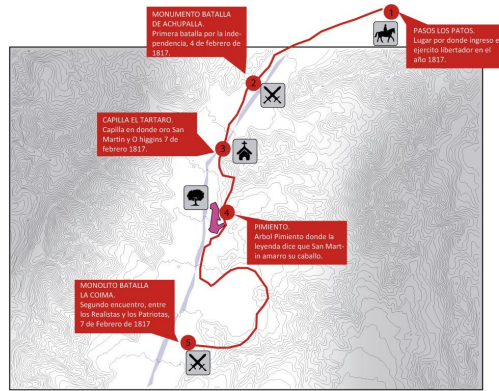 1
PASOS LOS PATOS.
Lugar por donde ingreso el
ejercito libertador en el
año 1817.
MONUMENTO BATALLA
DE ACHUPALLA.
Primera batalla por la inde-
pendencia, 4 de febrero de
1817.
2
CAPILLA EL TARTARO.
Capilla en donde oro San
Martin y O higgins 7 de
febrero 1817.
3
4
PIMIENTO.
Arbol Pimiento donde la
leyenda dice que San Mart-
in amarro su caballo.
MONOLITO BATALLA
LA COIMA.
Segundo encuentro, entre
los Realistas y los Patriotas,
7 de Febrero de 1817
5